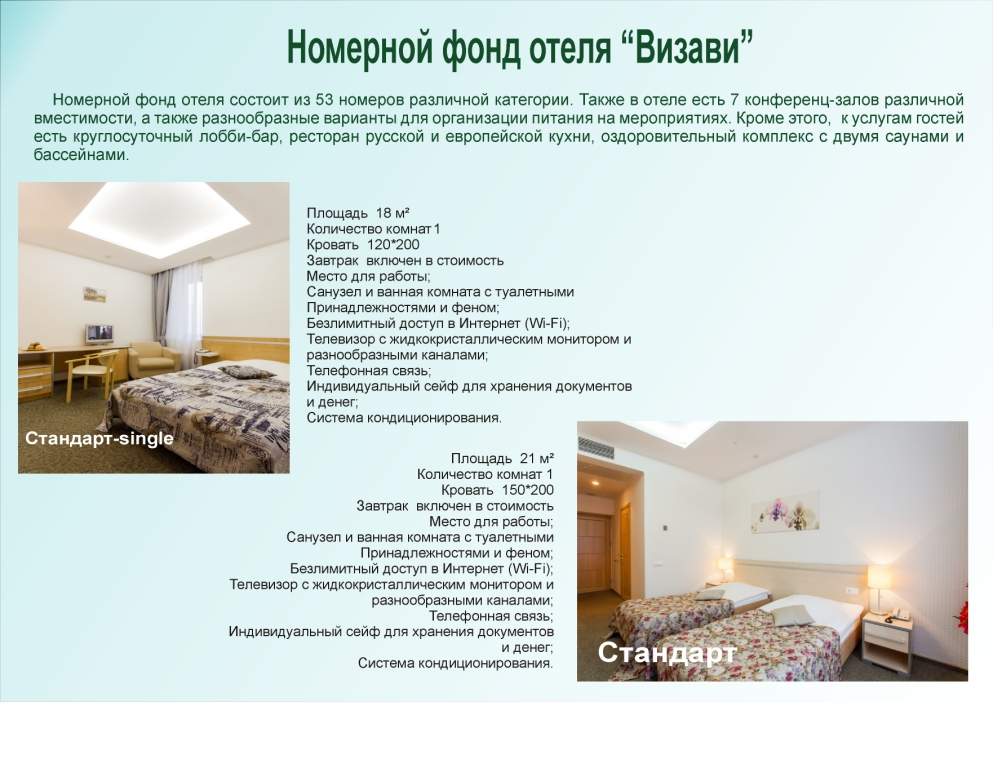 Номерной фонд отеля “Визави”
Номерной фонд отеля состоит из 53 номеров различной категории. Также в отеле есть 7 конференц-залов различной
вместимости, а также разнообразные варианты для организации питания на мероприятиях. Кроме этого, к услугам гостей
есть круглосуточный лобби-бар, ресторан русской и европейской кухни, оздоровительный комплекс с двумя саунами и
бассейнами.
Площадь 18 м²
Количество комнат 1
Кровать 120*200
Завтрак включен в стоимость
Место для работы;
Санузел и ванная комната с туалетными
Принадлежностями и феном;
Безлимитный доступ в Интернет (Wi-Fi);
Телевизор с жидкокристаллическим монитором и
разнообразными каналами;
Телефонная связь;
Индивидуальный сейф для хранения документов
и денег;
Система кондиционирования.
Стандарт-single
Площадь 21 м²
Количество комнат 1
Кровать 150*200
Завтрак включен в стоимость
Место для работы;
Санузел и ванная комната с туалетными
Принадлежностями и феном;
Безлимитный доступ в Интернет (Wi-Fi);
Телевизор с жидкокристаллическим монитором и
разнообразными каналами;
Телефонная связь;
Индивидуальный сейф для хранения документов
и денег;
Система кондиционирования.
Стандарт